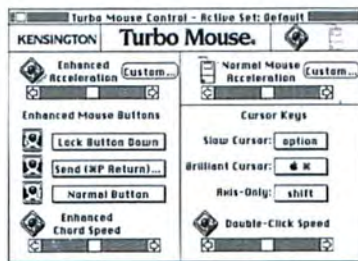 Turbo Mouse Control - Active Set: Default
KENSINGTON Turbo Mouse.
Enhanced Acceleration Custom...
Normal Mouse Acceleration Custom...
Enhanced Mouse Buttons
Lock Button Down
Send (⌘P Return)...
Normal Button
Enhanced Chord Speed
Cursor Keys
Slow Cursor: option
Brilliant Cursor: ⌘
Axis-Only: shift
Double-Click Speed